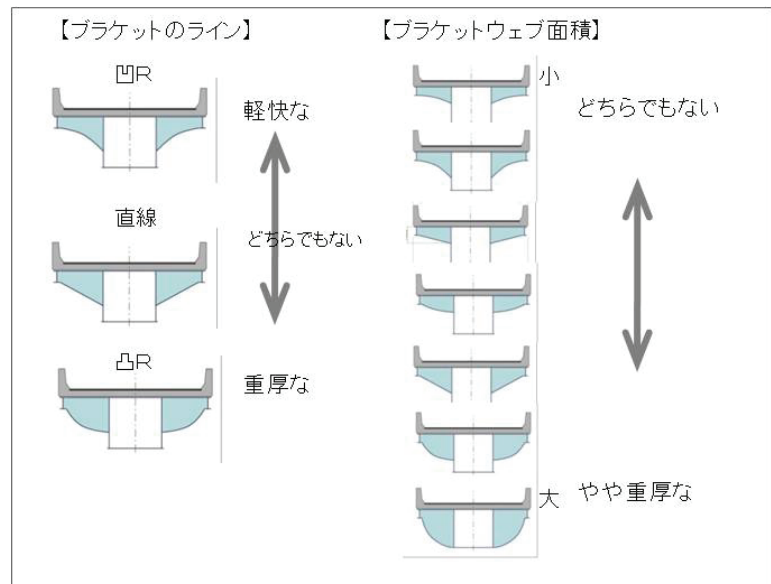 【ブラケットのライン】
凹R
軽快な
直線
どちらでもない
凸R
重厚な
【ブラケットウェブ面積】
小
どちらでもない
大
やや重厚な